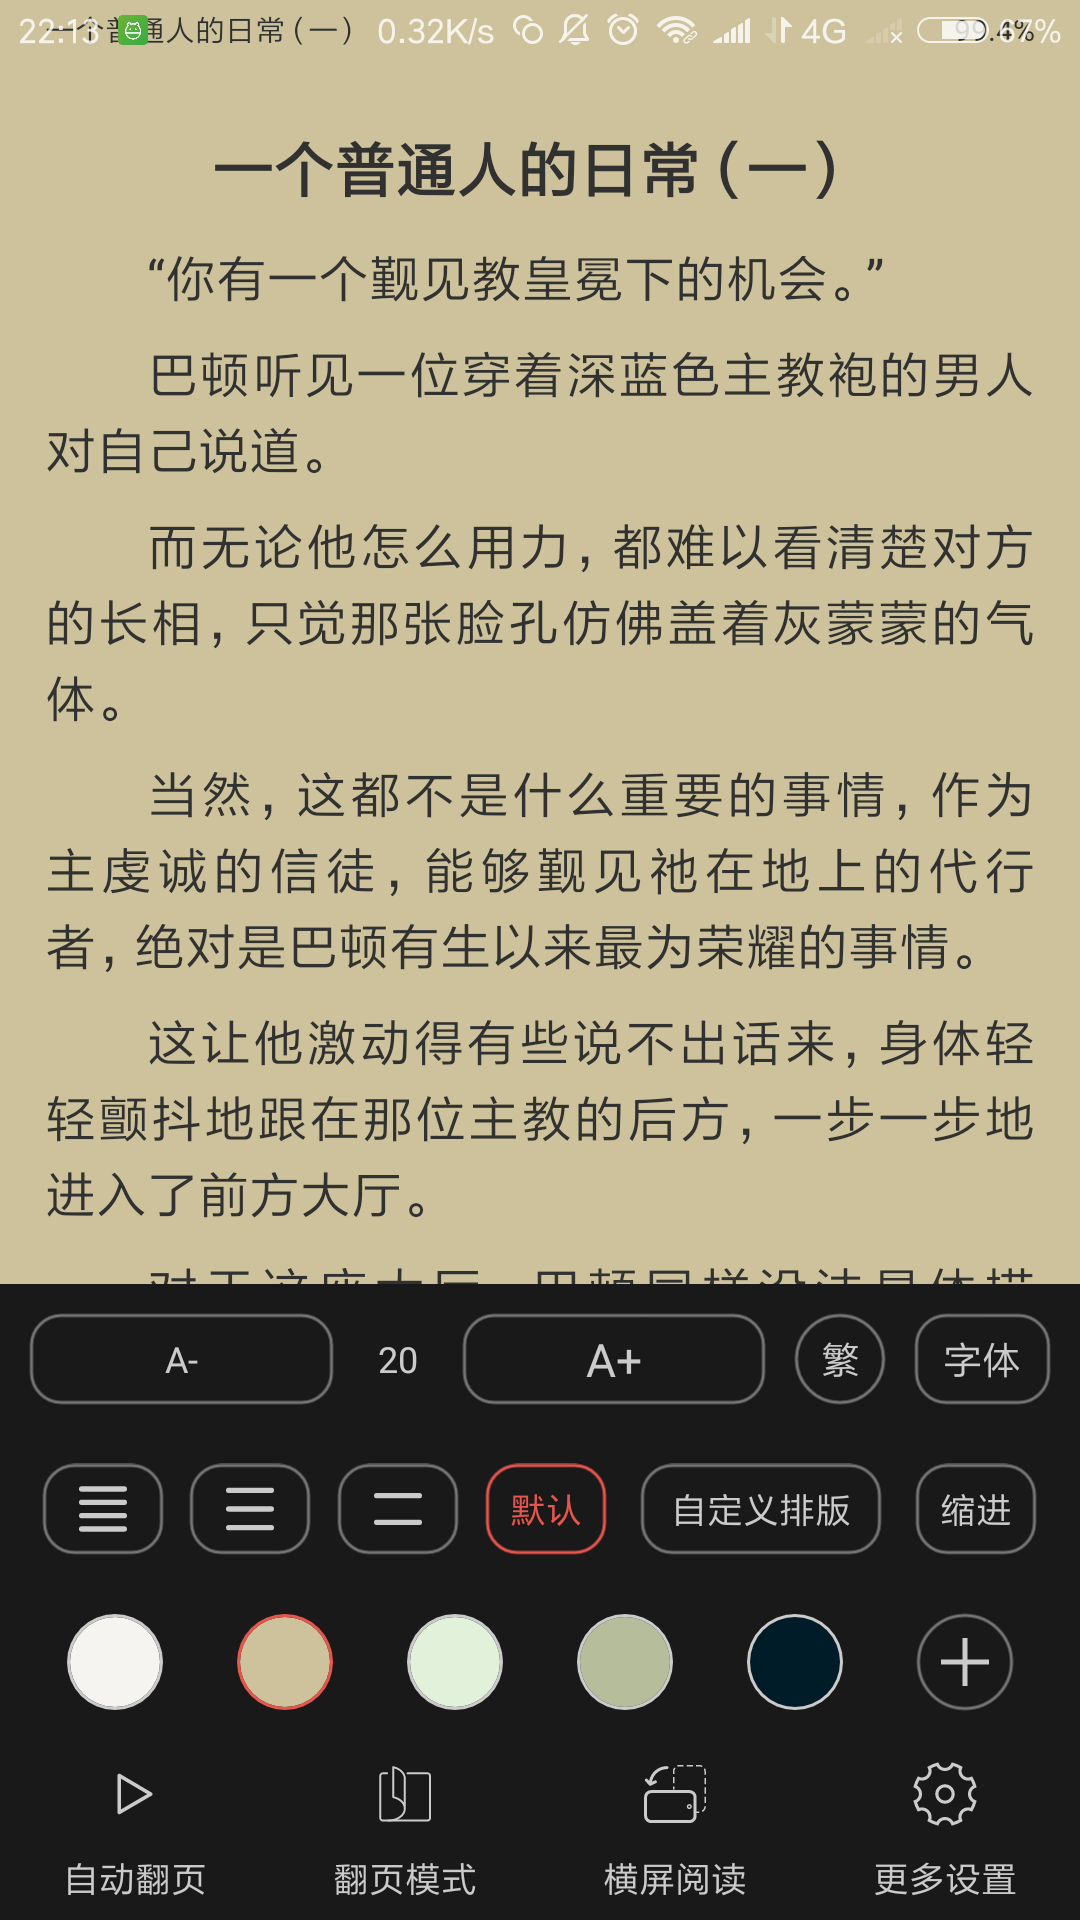 22:13 一个普通人的日常（一） 0.32K/s 4G 99.4% 67%
一个普通人的日常（一）
“你有一个觐见教皇冕下的机会。”
巴顿听见一位穿着深蓝色主教袍的男人
对自己说道。
而无论他怎么用力，都难以看清楚对方
的长相，只觉那张脸孔仿佛盖着灰蒙蒙的气
体。
当然，这都不是什么重要的事情，作为
主虔诚的信徒，能够觐见祂在地上的代行
者，绝对是巴顿有生以来最为荣耀的事情。
这让他激动得有些说不出话来，身体轻
轻颤抖地跟在那位主教的后方，一步一步地
进入了前方大厅。
A- 20 A+ 繁 字体
默认 自定义排版 缩进
自动翻页 翻页模式 横屏阅读 更多设置